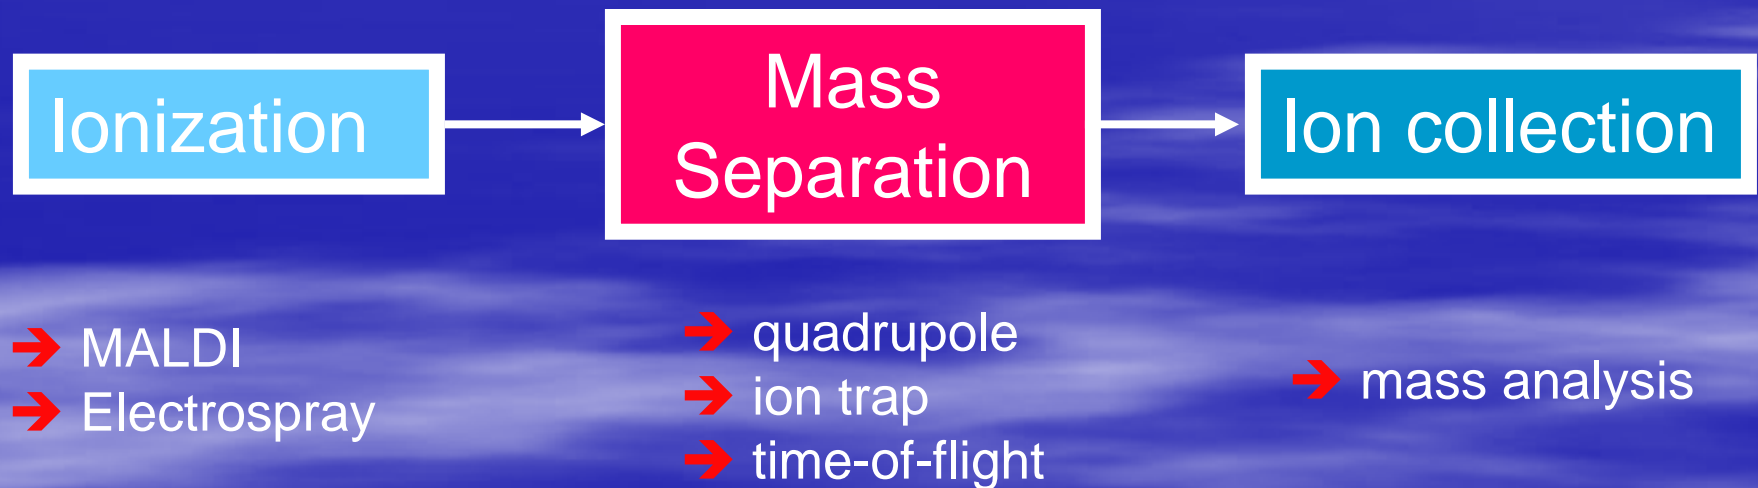 Ionization
Mass
Separation
Ion collection
MALDI
Electrospray
quadrupole
ion trap
time-of-flight
mass analysis